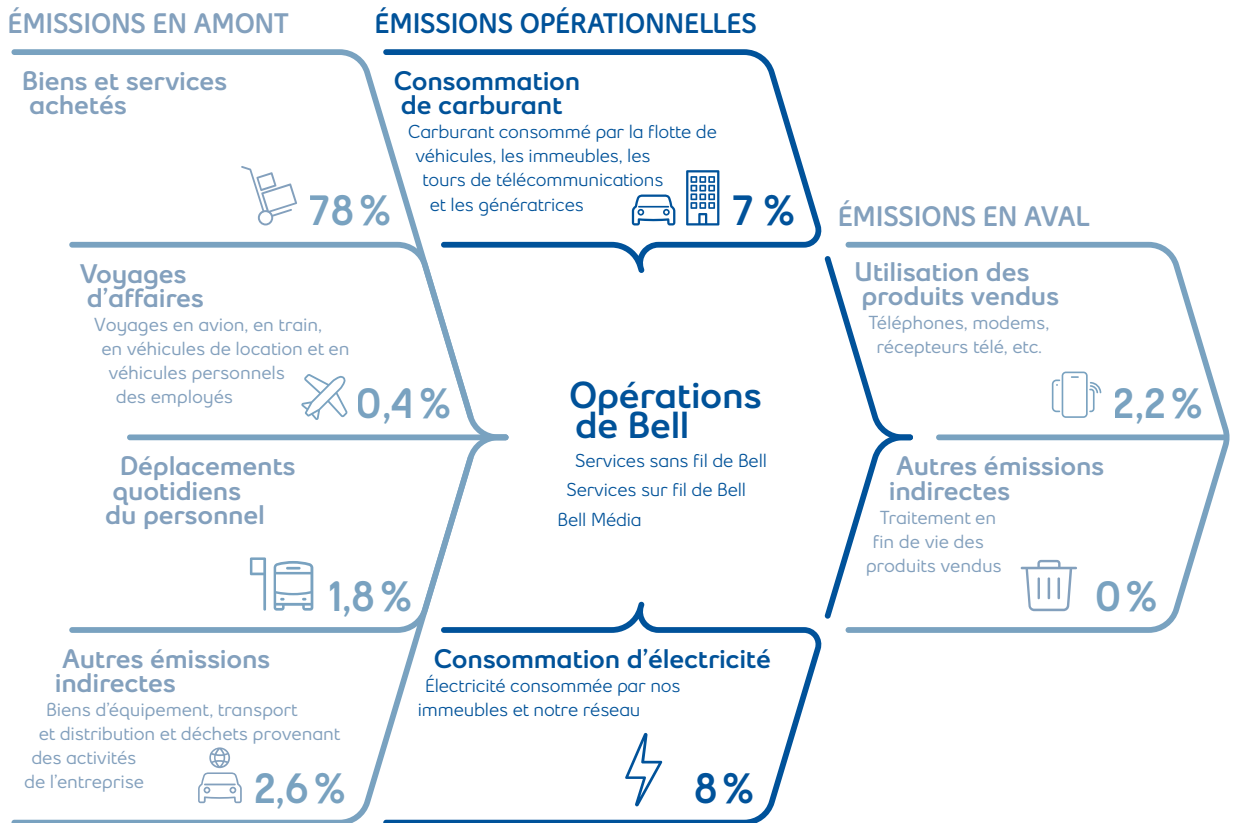 ÉMISSIONS EN AMONT
Biens et services
achetés
78 %
Voyages
d’affaires
Voyages en avion, en train,
en véhicules de location et en
véhicules personnels
des employés
0,4 %
Déplacements
quotidiens
du personnel
1,8 %
Autres émissions
indirectes
Biens d’équipement, transport
et distribution et déchets provenant
des activités
de l’entreprise
2,6 %
ÉMISSIONS OPÉRATIONNELLES
Consommation
de carburant
Carburant consommé par la flotte de
véhicules, les immeubles, les
tours de télécommunications
et les génératrices
7 %
Opérations
de Bell
Services sans fil de Bell
Services sur fil de Bell
Bell Média
Consommation d’électricité
Électricité consommée par nos
immeubles et notre réseau
8 %
ÉMISSIONS EN AVAL
Utilisation des
produits vendus
Téléphones, modems,
récepteurs télé, etc.
2,2 %
Autres émissions
indirectes
Traitement en
fin de vie des
produits vendus
0 %